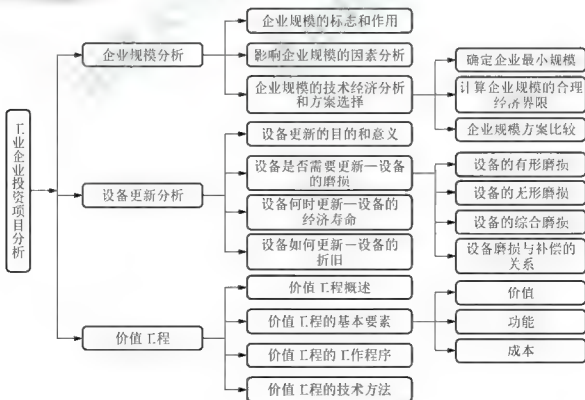 工业企业投资项目分析
企业规模分析
企业规模的标志和作用
影响企业规模的因素分析
企业规模的技术经济分析
和方案选择
确定企业最小规模
计算企业规模的合理
经济界限
企业规模方案比较
设备更新分析
设备更新的目的和意义
设备是否需要更新—设备
的磨损
设备的有形磨损
设备的无形磨损
设备的综合磨损
设备磨损与补偿的
关系
设备何时更新—设备的
经济寿命
设备如何更新—设备的
折旧
价值工程
价值工程概述
价值工程的基本要素
价值
功能
成本
价值工程的工作程序
价值工程的技术方法